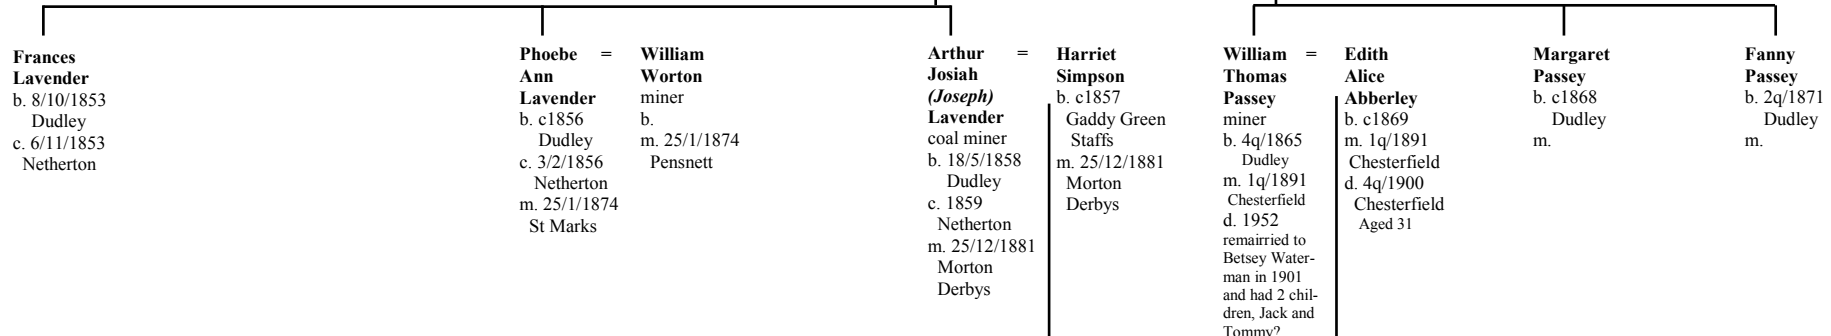 Frances
Lavender
b. 8/10/1853
Dudley
c. 6/11/1853
Netherton
Phoebe =
Ann
Lavender
b. c1856
Dudley
c. 3/2/1856
Netherton
m. 25/1/1874
St Marks
William
Worton
miner
b.
m. 25/1/1874
Pensnett
Arthur =
Josiah
(Joseph)
Lavender
coal miner
b. 18/5/1858
Dudley
c. 1859
Netherton
m. 25/12/1881
Morton
Derbys
Harriet
Simpson
b. c1857
Gaddy Green
Staffs
m. 25/12/1881
Morton
Derbys
William =
Thomas
Passey
miner
b. 4q/1865
Dudley
m. 1q/1891
Chesterfield
d. 1952
remairried to
Betsey Water-
man in 1901
and had 2 chil-
dren, Jack and
Tommy?
Edith
Alice
Abberley
b. c1869
m. 1q/1891
Chesterfield
d. 4q/1900
Chesterfield
Aged 31
Margaret
Passey
b. c1868
Dudley
m.
Fanny
Passey
b. 2q/1871
Dudley
m.